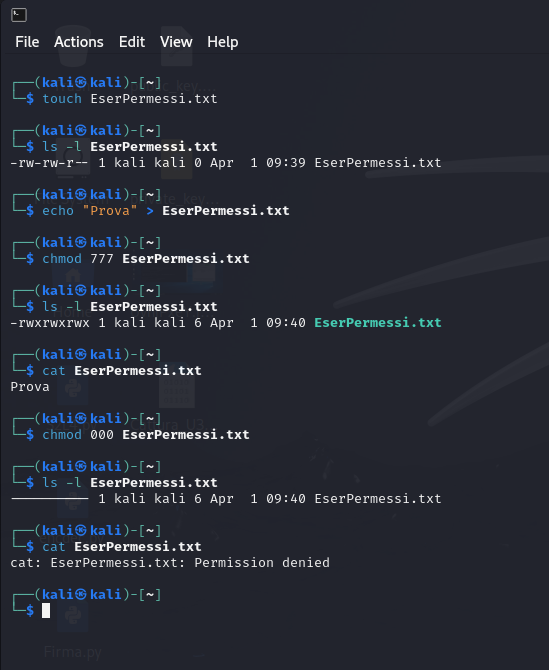 File Actions Edit View Help
┌──(kali㉿kali)-[~]
└─$ touch EserPermessi.txt
┌──(kali㉿kali)-[~]
└─$ ls -l EserPermessi.txt
-rw-rw-r-- 1 kali kali 0 Apr  1 09:39 EserPermessi.txt
┌──(kali㉿kali)-[~]
└─$ echo "Prova" > EserPermessi.txt
┌──(kali㉿kali)-[~]
└─$ chmod 777 EserPermessi.txt
┌──(kali㉿kali)-[~]
└─$ ls -l EserPermessi.txt
-rwxrwxrwx 1 kali kali 6 Apr  1 09:40 EserPermessi.txt
┌──(kali㉿kali)-[~]
└─$ cat EserPermessi.txt
Prova
┌──(kali㉿kali)-[~]
└─$ chmod 000 EserPermessi.txt
┌──(kali㉿kali)-[~]
└─$ ls -l EserPermessi.txt
---------- 1 kali kali 6 Apr  1 09:40 EserPermessi.txt
┌──(kali㉿kali)-[~]
└─$ cat EserPermessi.txt
cat: EserPermessi.txt: Permission denied
┌──(kali㉿kali)-[~]
└─$
Firma.py